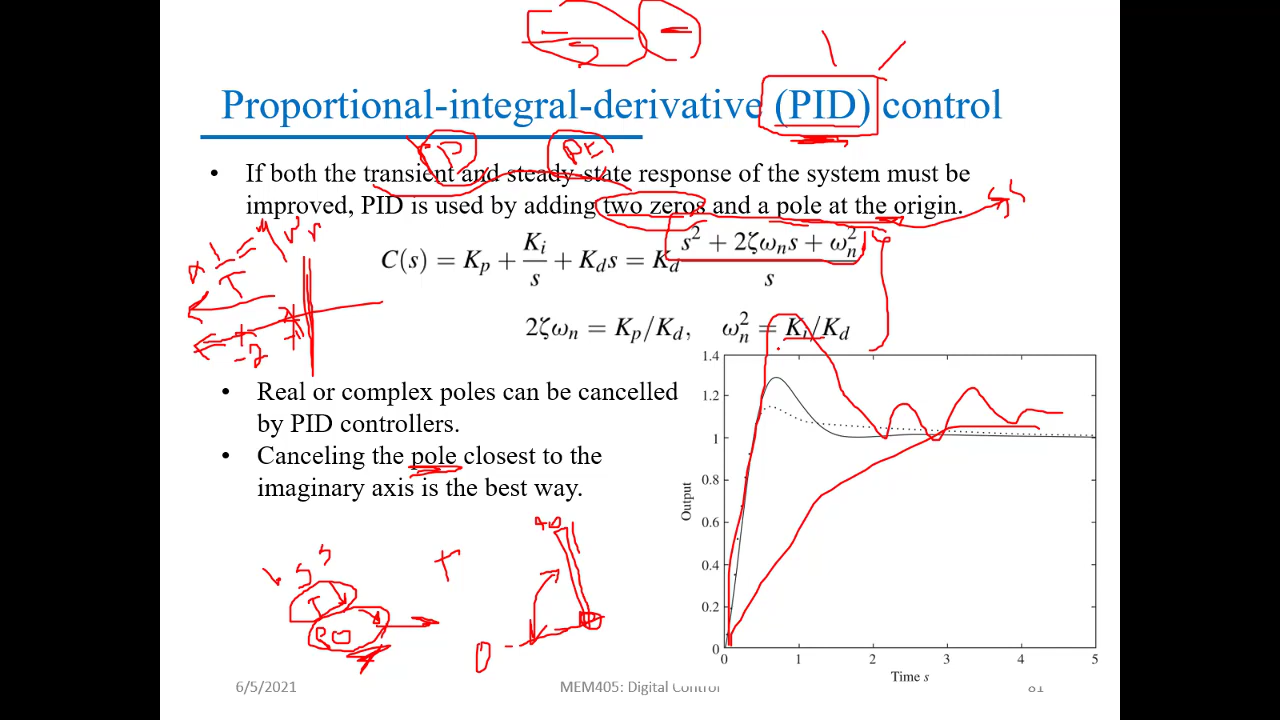 Proportional-integral-derivative (PID) control
P
PI
• If both the transient and steady-state response of the system must be
improved, PID is used by adding two zeros and a pole at the origin.
C(s) = K_p + K_i/s + K_d s = K_d (s² + 2ζω_n s + ω_n²)/s
2ζω_n = K_p/K_d, ω_n² = K_i/K_d
T
-2
• Real or complex poles can be cancelled
by PID controllers.
• Canceling the pole closest to the
imaginary axis is the best way.
1.4
1.2
1
0.8
0.6
0.4
0.2
0
Output
0 1 2 3 4 5
Time s
6/5/2021
MEM405: Digital Control
81